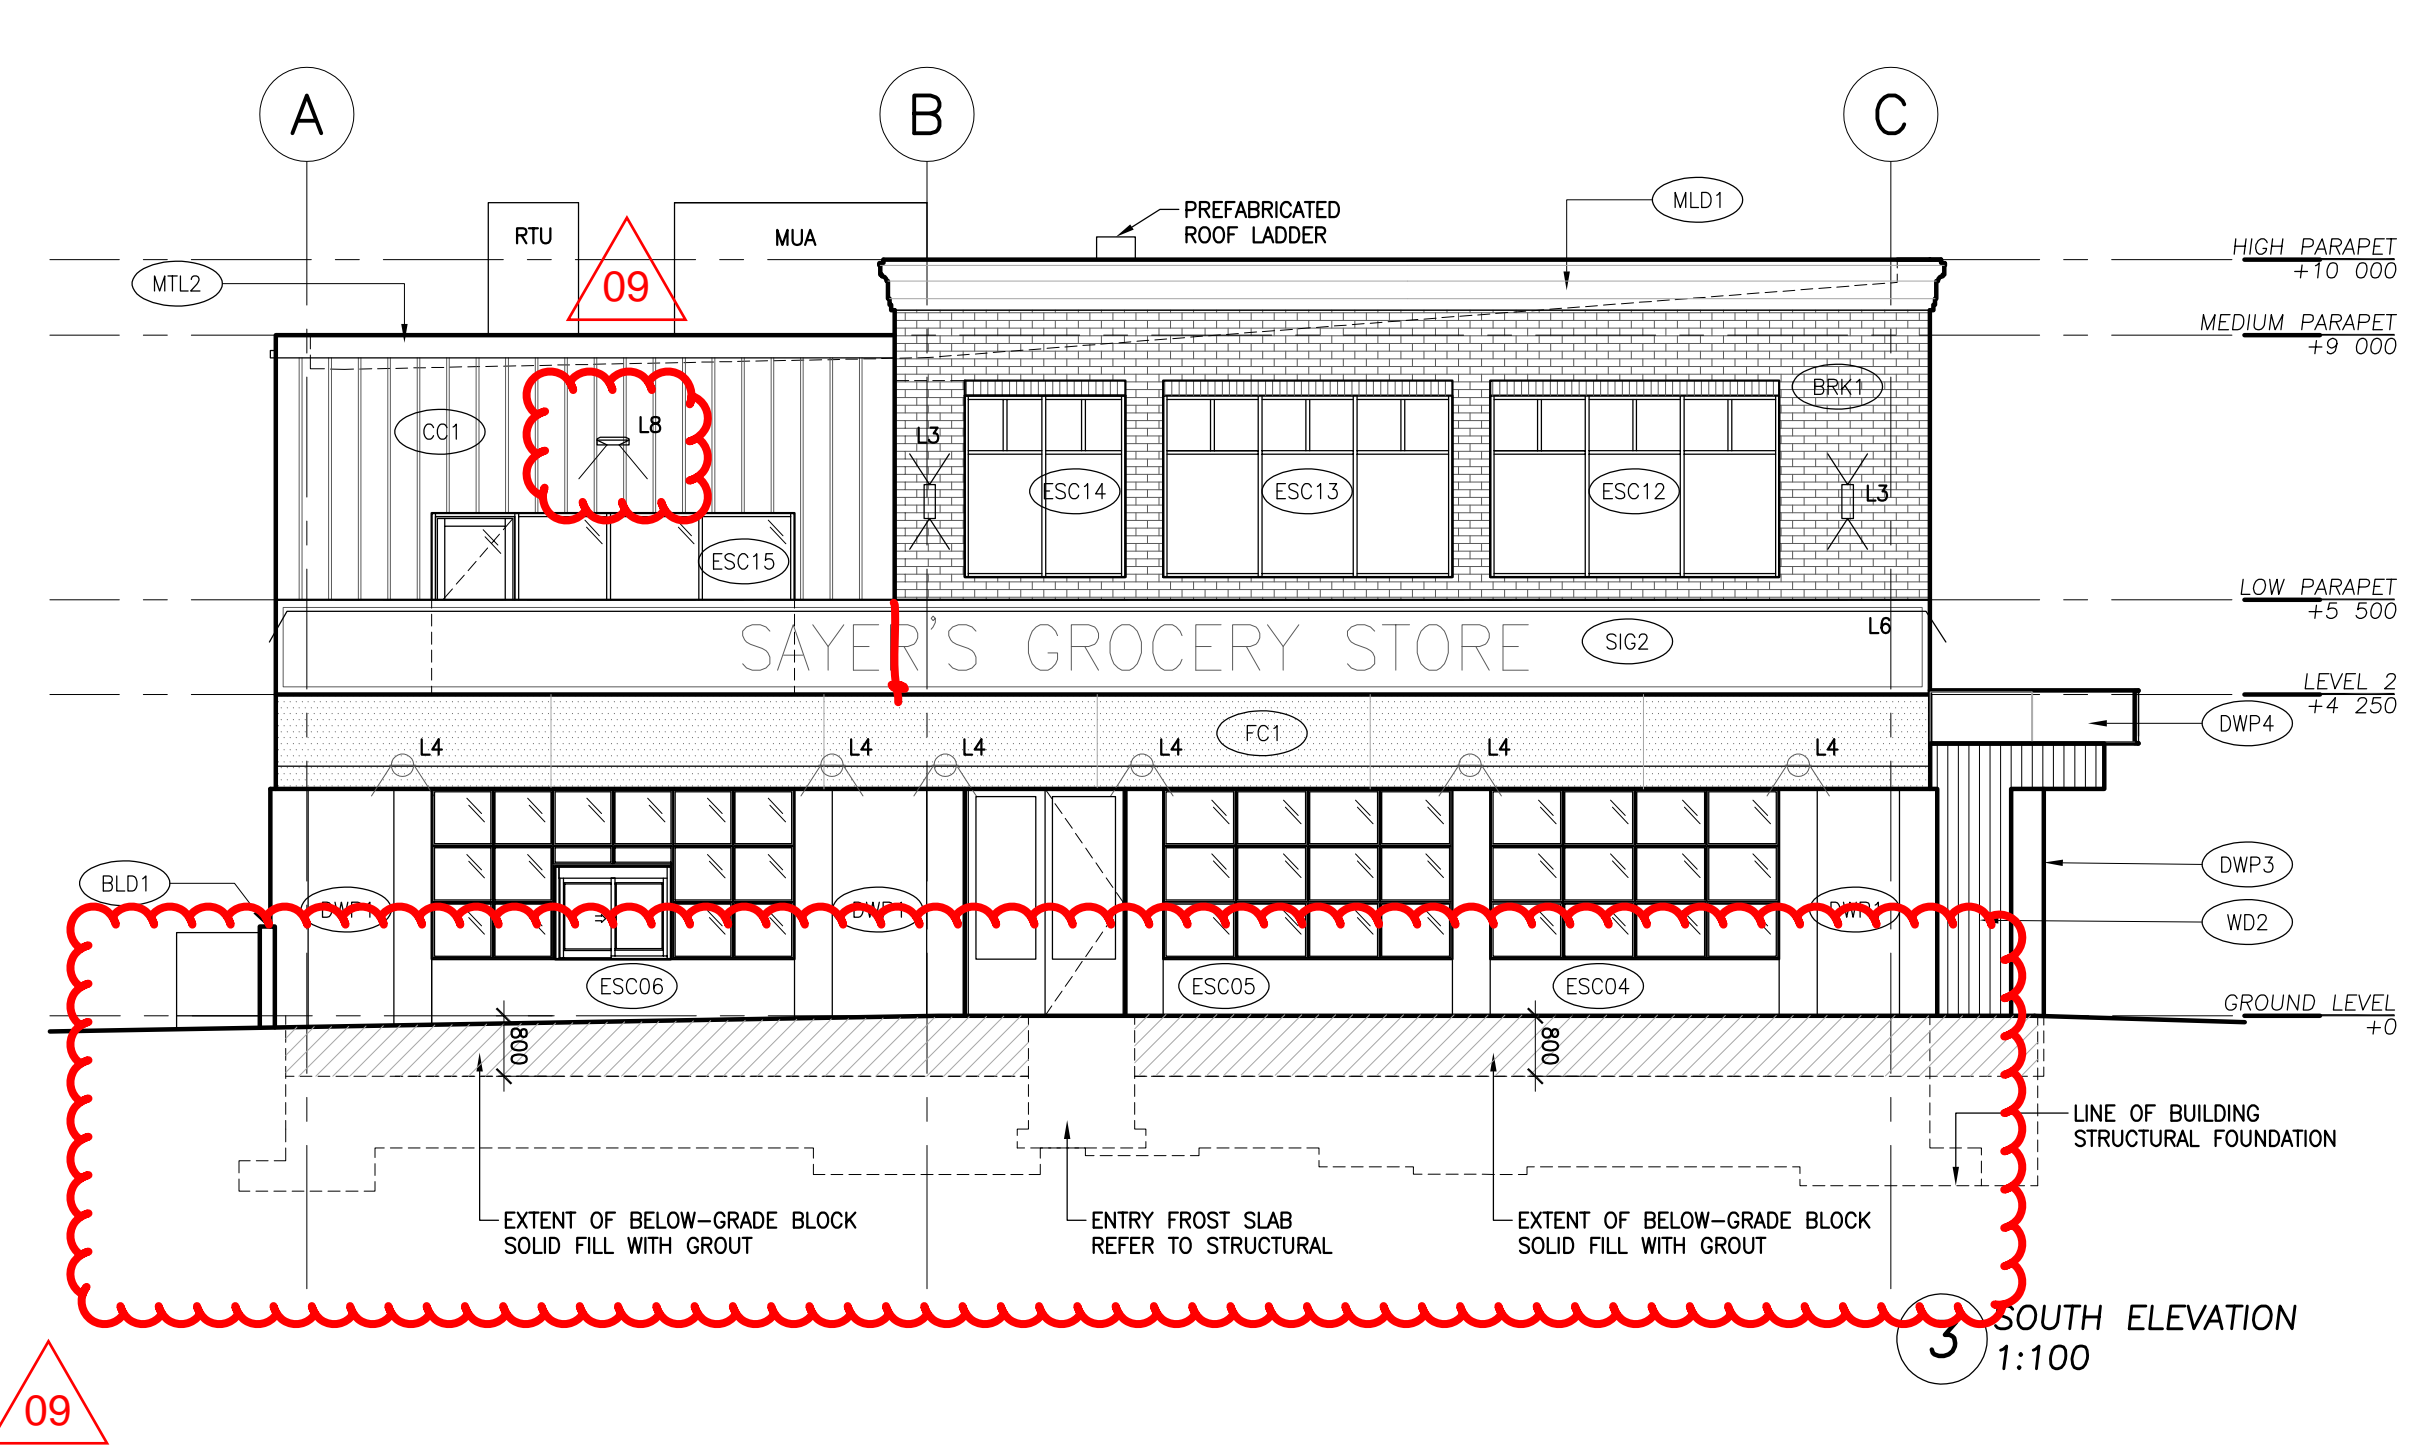 A
B
C
PREFABRICATED
ROOF LADDER
MLD1
RTU
MUA
09
MTL2
HIGH PARAPET
+10 000
MEDIUM PARAPET
+9 000
CC1
L8
L3
BRK1
ESC14
ESC13
ESC12
L3
ESC15
LOW PARAPET
+5 500
SAYER'S GROCERY STORE
SIG2
L6
LEVEL 2
+4 250
DWP4
FC1
L4
L4
L4
L4
L4
L4
BLD1
DWP1
DWP1
DWP1
DWP3
WD2
ESC06
ESC05
ESC04
GROUND LEVEL
+0
800
800
LINE OF BUILDING
STRUCTURAL FOUNDATION
EXTENT OF BELOW-GRADE BLOCK
SOLID FILL WITH GROUT
ENTRY FROST SLAB
REFER TO STRUCTURAL
EXTENT OF BELOW-GRADE BLOCK
SOLID FILL WITH GROUT
3
SOUTH ELEVATION
1:100
09